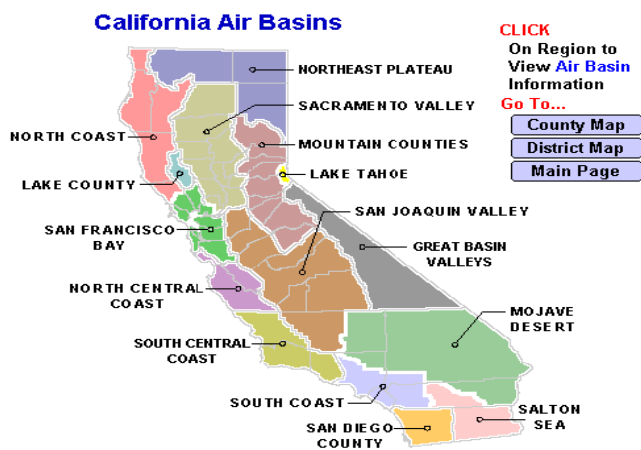 California Air Basins
CLICK
On Region to
View Air Basin
Information
Go To...
County Map
District Map
Main Page
NORTHEAST PLATEAU
SACRAMENTO VALLEY
NORTH COAST
MOUNTAIN COUNTIES
LAKE COUNTY
LAKE TAHOE
SAN JOAQUIN VALLEY
SAN FRANCISCO
BAY
GREAT BASIN
VALLEYS
NORTH CENTRAL
COAST
MOJAVE
DESERT
SOUTH CENTRAL
COAST
SOUTH COAST
SALTON
SEA
SAN DIEGO
COUNTY